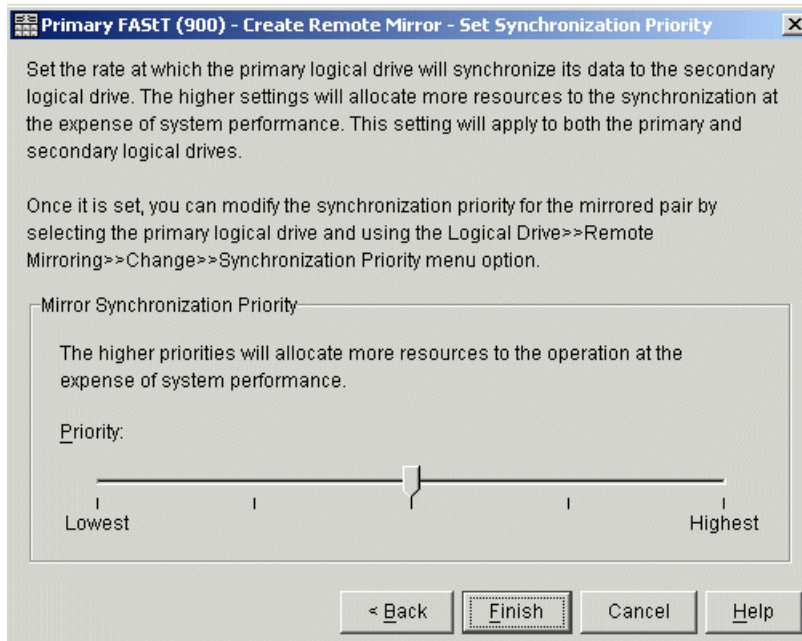 Primary FAStT (900) - Create Remote Mirror - Set Synchronization Priority
Set the rate at which the primary logical drive will synchronize its data to the secondary
logical drive. The higher settings will allocate more resources to the synchronization at
the expense of system performance. This setting will apply to both the primary and
secondary logical drives.
Once it is set, you can modify the synchronization priority for the mirrored pair by
selecting the primary logical drive and using the Logical Drive>>Remote
Mirroring>>Change>>Synchronization Priority menu option.
Mirror Synchronization Priority
The higher priorities will allocate more resources to the operation at the
expense of system performance.
Priority:
Lowest Highest
< Back Finish Cancel Help